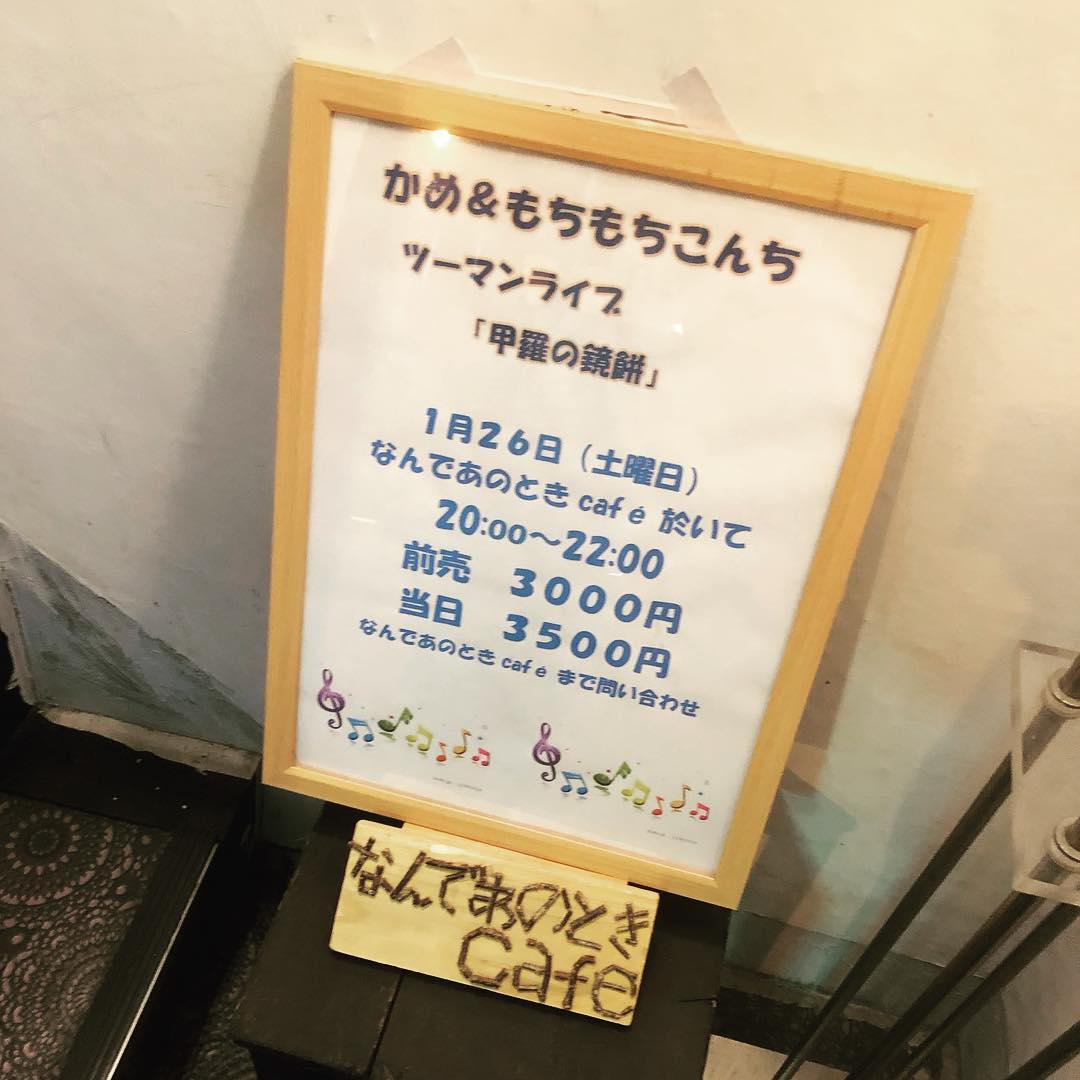 かめ＆もちもちこんち
ツーマンライブ
「甲羅の鏡餅」
１月２６日（土曜日）
なんであのとき café 於いて
20:00～22:00
前売　３０００円
当日　３５００円
なんであのとき café まで問い合わせ
なんであのとき
café